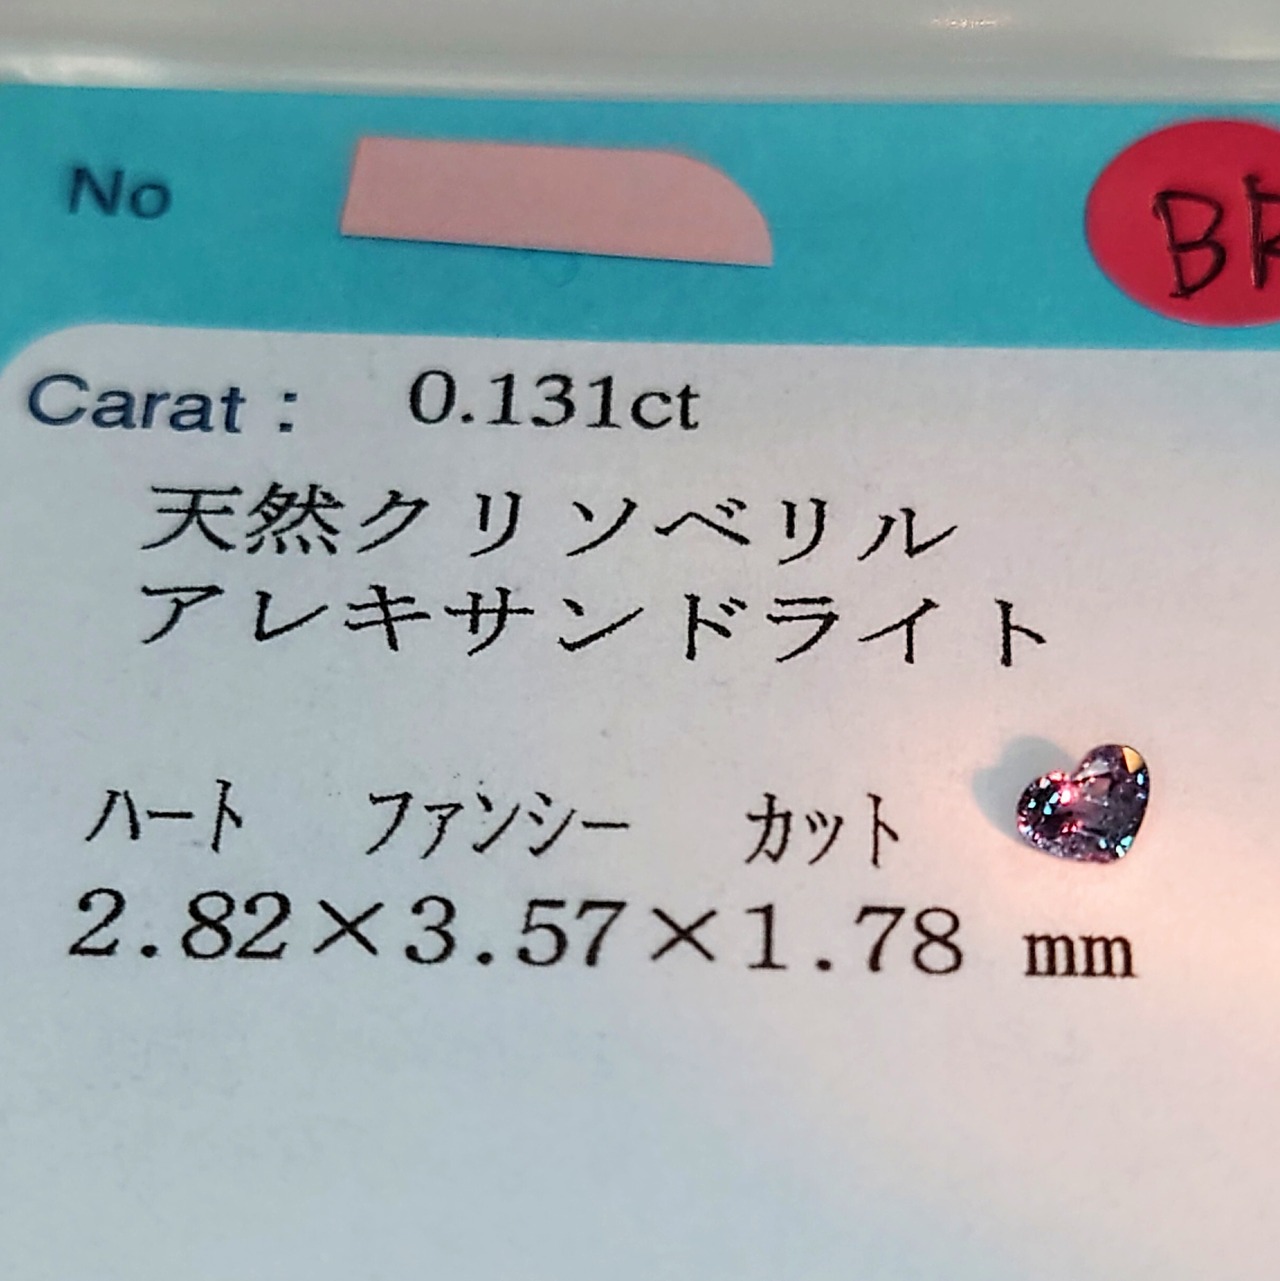 No
Carat : 0.131ct
天然クリソベリル
アレキサンドライト
ハート ファンシー カット
2.82×3.57×1.78 mm